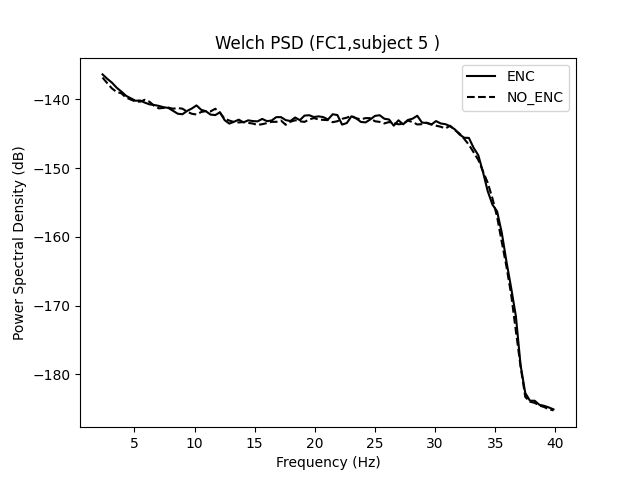 Welch PSD (FC1,subject 5 )
ENC
NO_ENC
Power Spectral Density (dB)
−140
−150
−160
−170
−180
5 10 15 20 25 30 35 40
Frequency (Hz)